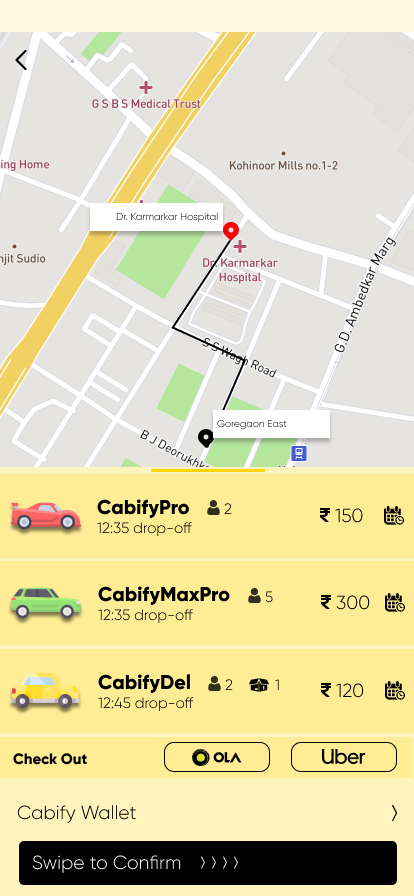 G S B S Medical Trust
Kohinoor Mills no.1-2
ing Home
Dr. Karmarkar Hospital
njit Sudio
Dr. Karmarkar
Hospital
G.D. Ambedkar Marg
S S Wagh Road
Goregaon East
B J Deorukhk
CabifyPro 2
12:35 drop-off
₹ 150
CabifyMaxPro 5
12:35 drop-off
₹ 300
CabifyDel 2 1
12:45 drop-off
₹ 120
Check Out
OLA
Uber
Cabify Wallet 〉
Swipe to Confirm 〉〉〉〉